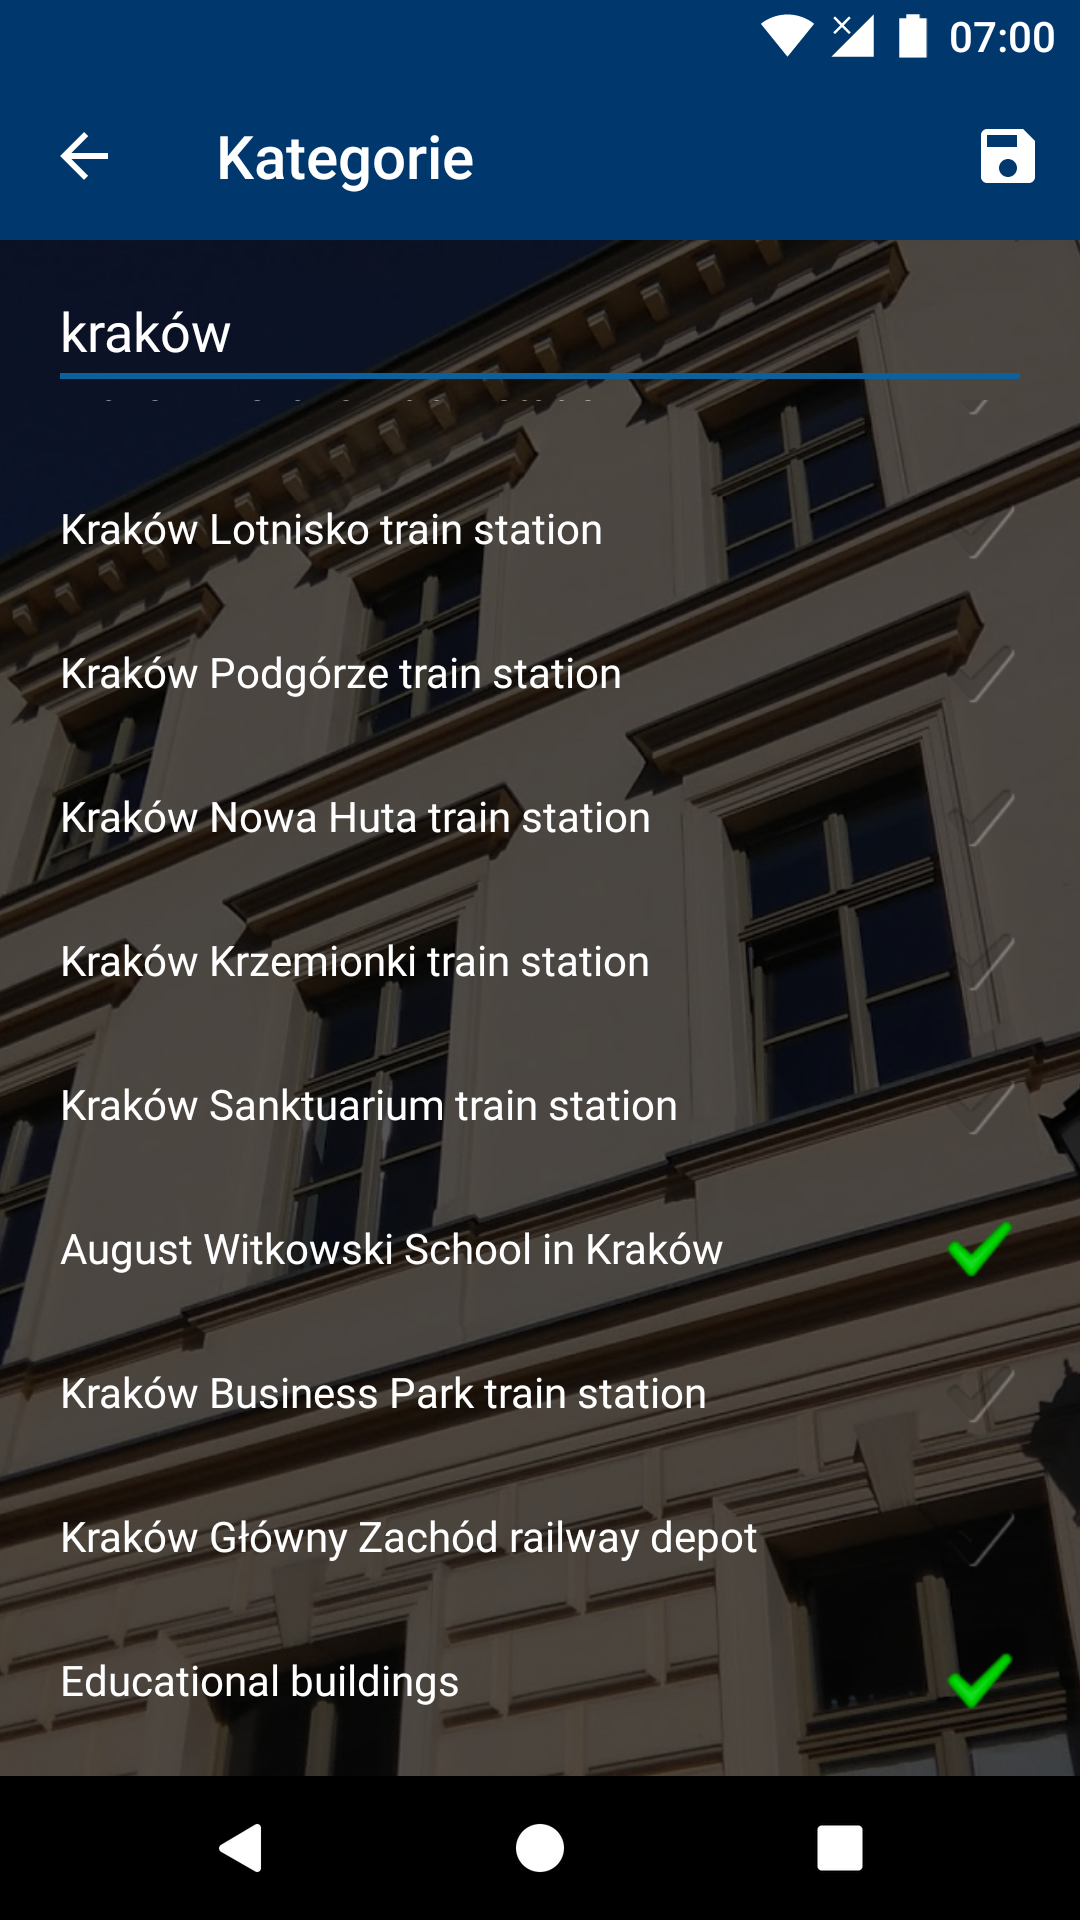 07:00
Kategorie
kraków
Kraków Lotnisko train station
Kraków Podgórze train station
Kraków Nowa Huta train station
Kraków Krzemionki train station
Kraków Sanktuarium train station
August Witkowski School in Kraków
Kraków Business Park train station
Kraków Główny Zachód railway depot
Educational buildings